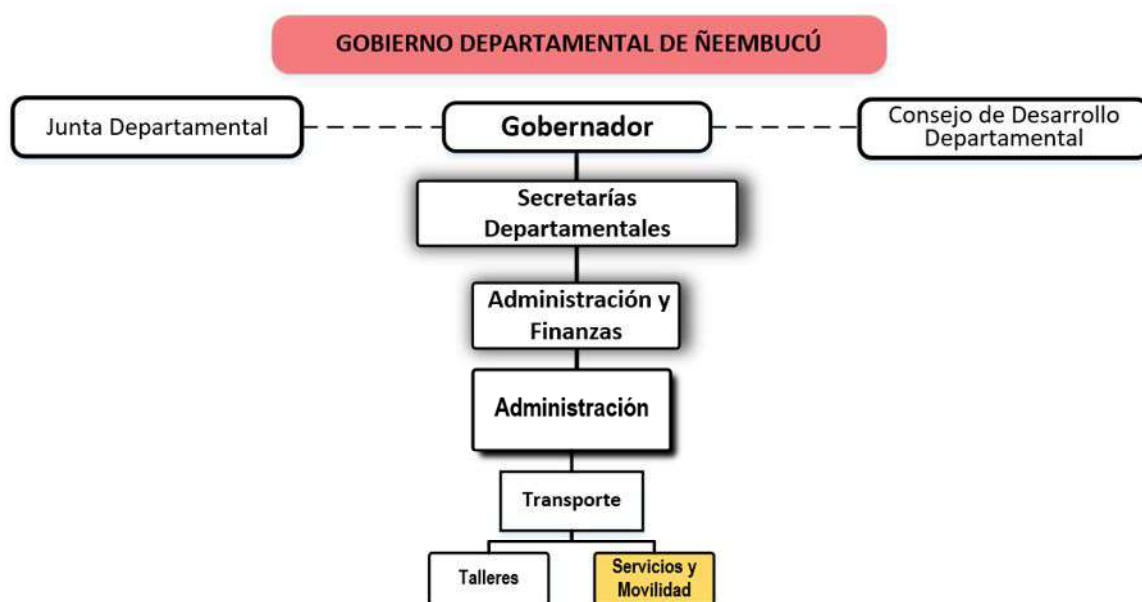 GOBIERNO DEPARTAMENTAL DE ÑEEMBUCÚ
Junta Departamental
Gobernador
Consejo de Desarrollo
Departamental
Secretarías
Departamentales
Administración y
Finanzas
Administración
Transporte
Talleres
Servicios y
Movilidad